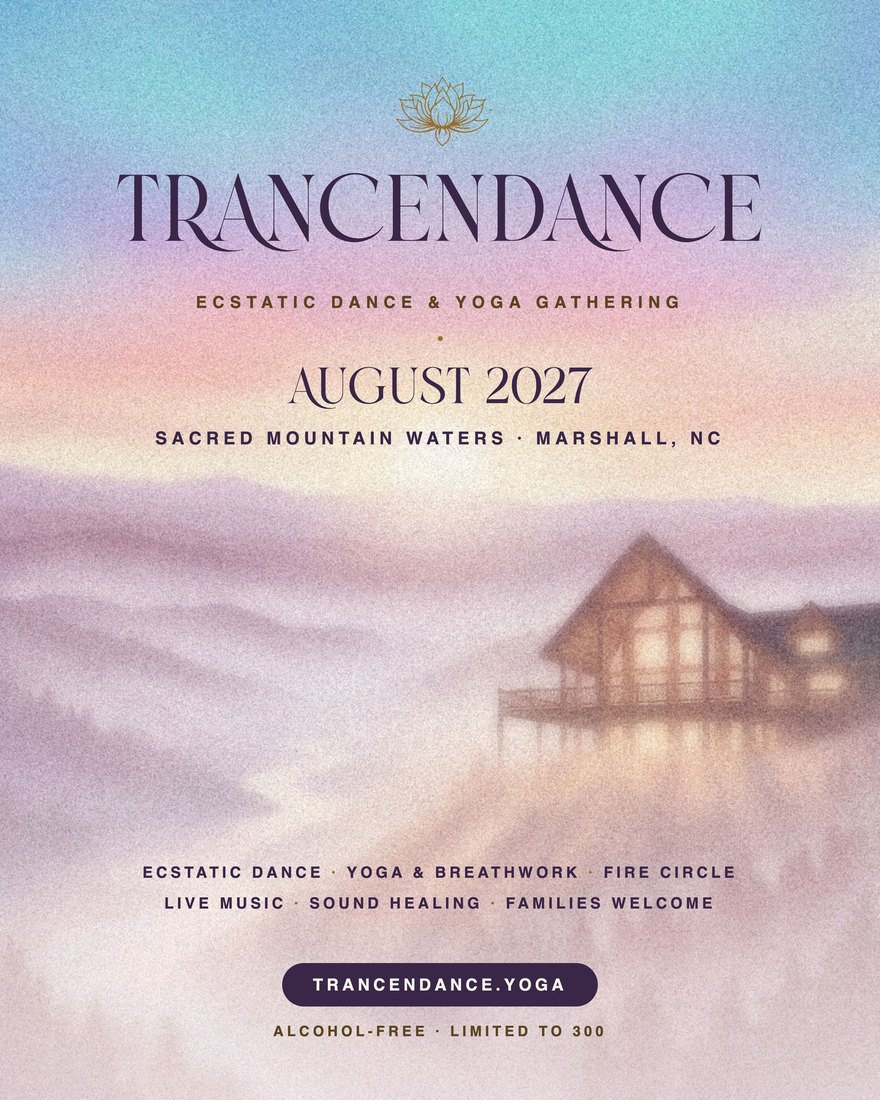 TRANCENDANCE
ECSTATIC DANCE & YOGA GATHERING
AUGUST 2027
SACRED MOUNTAIN WATERS · MARSHALL, NC
ECSTATIC DANCE · YOGA & BREATHWORK · FIRE CIRCLE
LIVE MUSIC · SOUND HEALING · FAMILIES WELCOME
TRANCENDANCE.YOGA
ALCOHOL-FREE · LIMITED TO 300